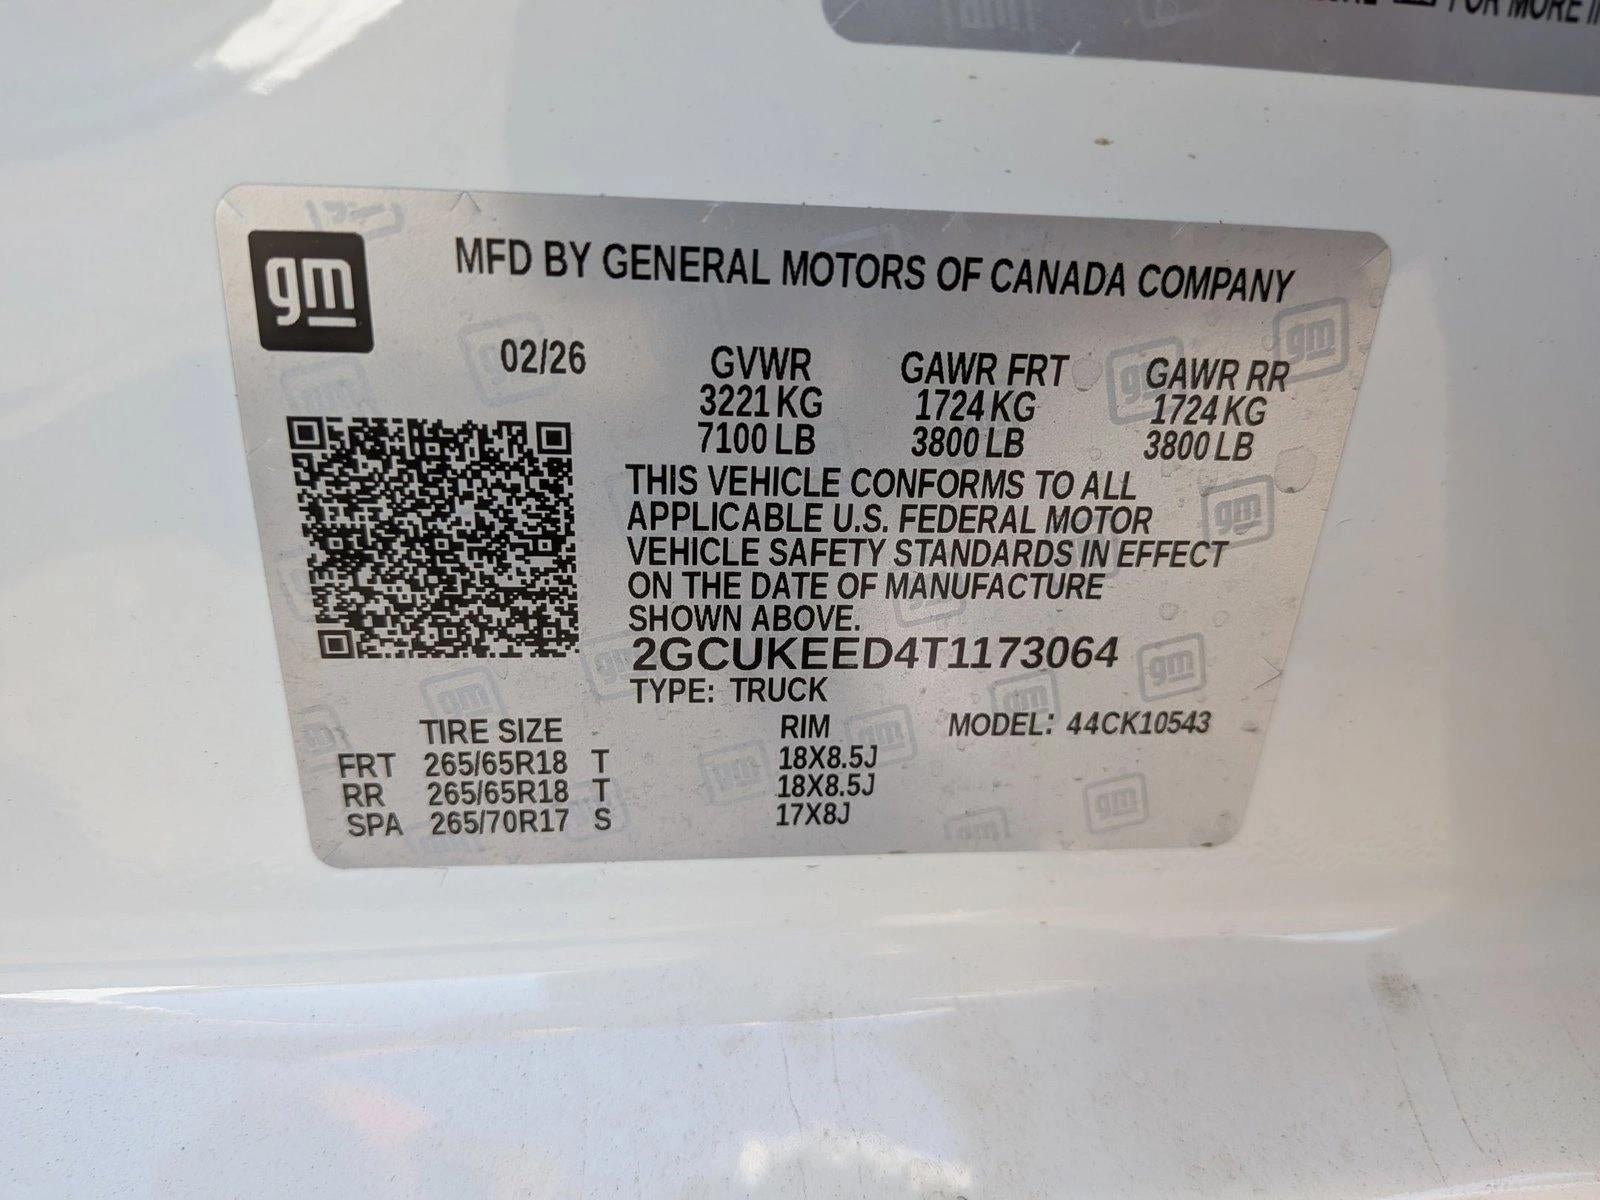 FOR MORE
gm
MFD BY GENERAL MOTORS OF CANADA COMPANY
02/26
GVWR GAWR FRT GAWR RR
3221 KG 1724 KG 1724 KG
7100 LB 3800 LB 3800 LB
THIS VEHICLE CONFORMS TO ALL
APPLICABLE U.S. FEDERAL MOTOR
VEHICLE SAFETY STANDARDS IN EFFECT
ON THE DATE OF MANUFACTURE
SHOWN ABOVE.
2GCUKEED4T1173064
TYPE: TRUCK
TIRE SIZE RIM MODEL: 44CK10543
FRT 265/65R18 T 18X8.5J
RR 265/65R18 T 18X8.5J
SPA 265/70R17 S 17X8J